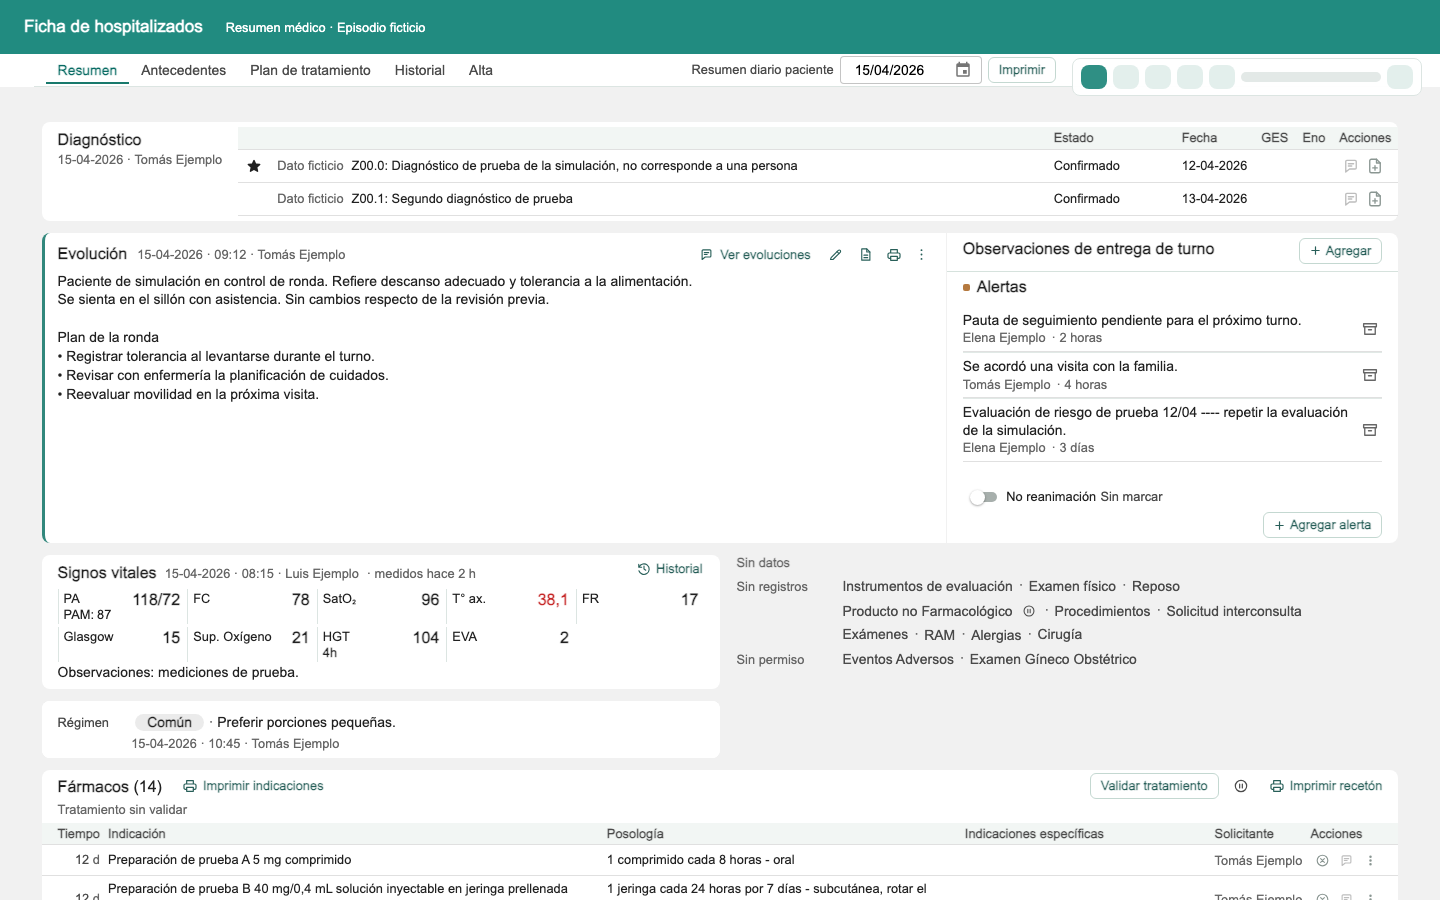 Ficha de hospitalizados Resumen médico · Episodio ficticio
Resumen Antecedentes Plan de tratamiento Historial Alta Resumen diario paciente 15/04/2026 Imprimir
Diagnóstico
15-04-2026 · Tomás Ejemplo
Estado Fecha GES Eno Acciones
Dato ficticio Z00.0: Diagnóstico de prueba de la simulación, no corresponde a una persona Confirmado 12-04-2026
Dato ficticio Z00.1: Segundo diagnóstico de prueba Confirmado 13-04-2026
Evolución 15-04-2026 · 09:12 · Tomás Ejemplo Ver evoluciones
Paciente de simulación en control de ronda. Refiere descanso adecuado y tolerancia a la alimentación.
Se sienta en el sillón con asistencia. Sin cambios respecto de la revisión previa.
Plan de la ronda
• Registrar tolerancia al levantarse durante el turno.
• Revisar con enfermería la planificación de cuidados.
• Reevaluar movilidad en la próxima visita.
Observaciones de entrega de turno + Agregar
Alertas
Pauta de seguimiento pendiente para el próximo turno.
Elena Ejemplo · 2 horas
Se acordó una visita con la familia.
Tomás Ejemplo · 4 horas
Evaluación de riesgo de prueba 12/04 ---- repetir la evaluación
de la simulación.
Elena Ejemplo · 3 días
No reanimación Sin marcar
+ Agregar alerta
Signos vitales 15-04-2026 · 08:15 · Luis Ejemplo · medidos hace 2 h Historial
PA 118/72 FC 78 SatO₂ 96 T° ax. 38,1 FR 17
PAM: 87
Glasgow 15 Sup. Oxígeno 21 HGT 104 EVA 2
4h
Observaciones: mediciones de prueba.
Sin datos
Sin registros Instrumentos de evaluación · Examen físico · Reposo
Producto no Farmacológico · Procedimientos · Solicitud interconsulta
Exámenes · RAM · Alergias · Cirugía
Sin permiso Eventos Adversos · Examen Gíneco Obstétrico
Régimen Común · Preferir porciones pequeñas.
15-04-2026 · 10:45 · Tomás Ejemplo
Fármacos (14) Imprimir indicaciones Validar tratamiento Imprimir recetón
Tratamiento sin validar
Tiempo Indicación Posología Indicaciones específicas Solicitante Acciones
12 d Preparación de prueba A 5 mg comprimido 1 comprimido cada 8 horas - oral Tomás Ejemplo
Preparación de prueba B 40 mg/0,4 mL solución inyectable en jeringa prellenada 1 jeringa cada 24 horas por 7 días - subcutánea, rotar el
12 d Tomás Ejemplo